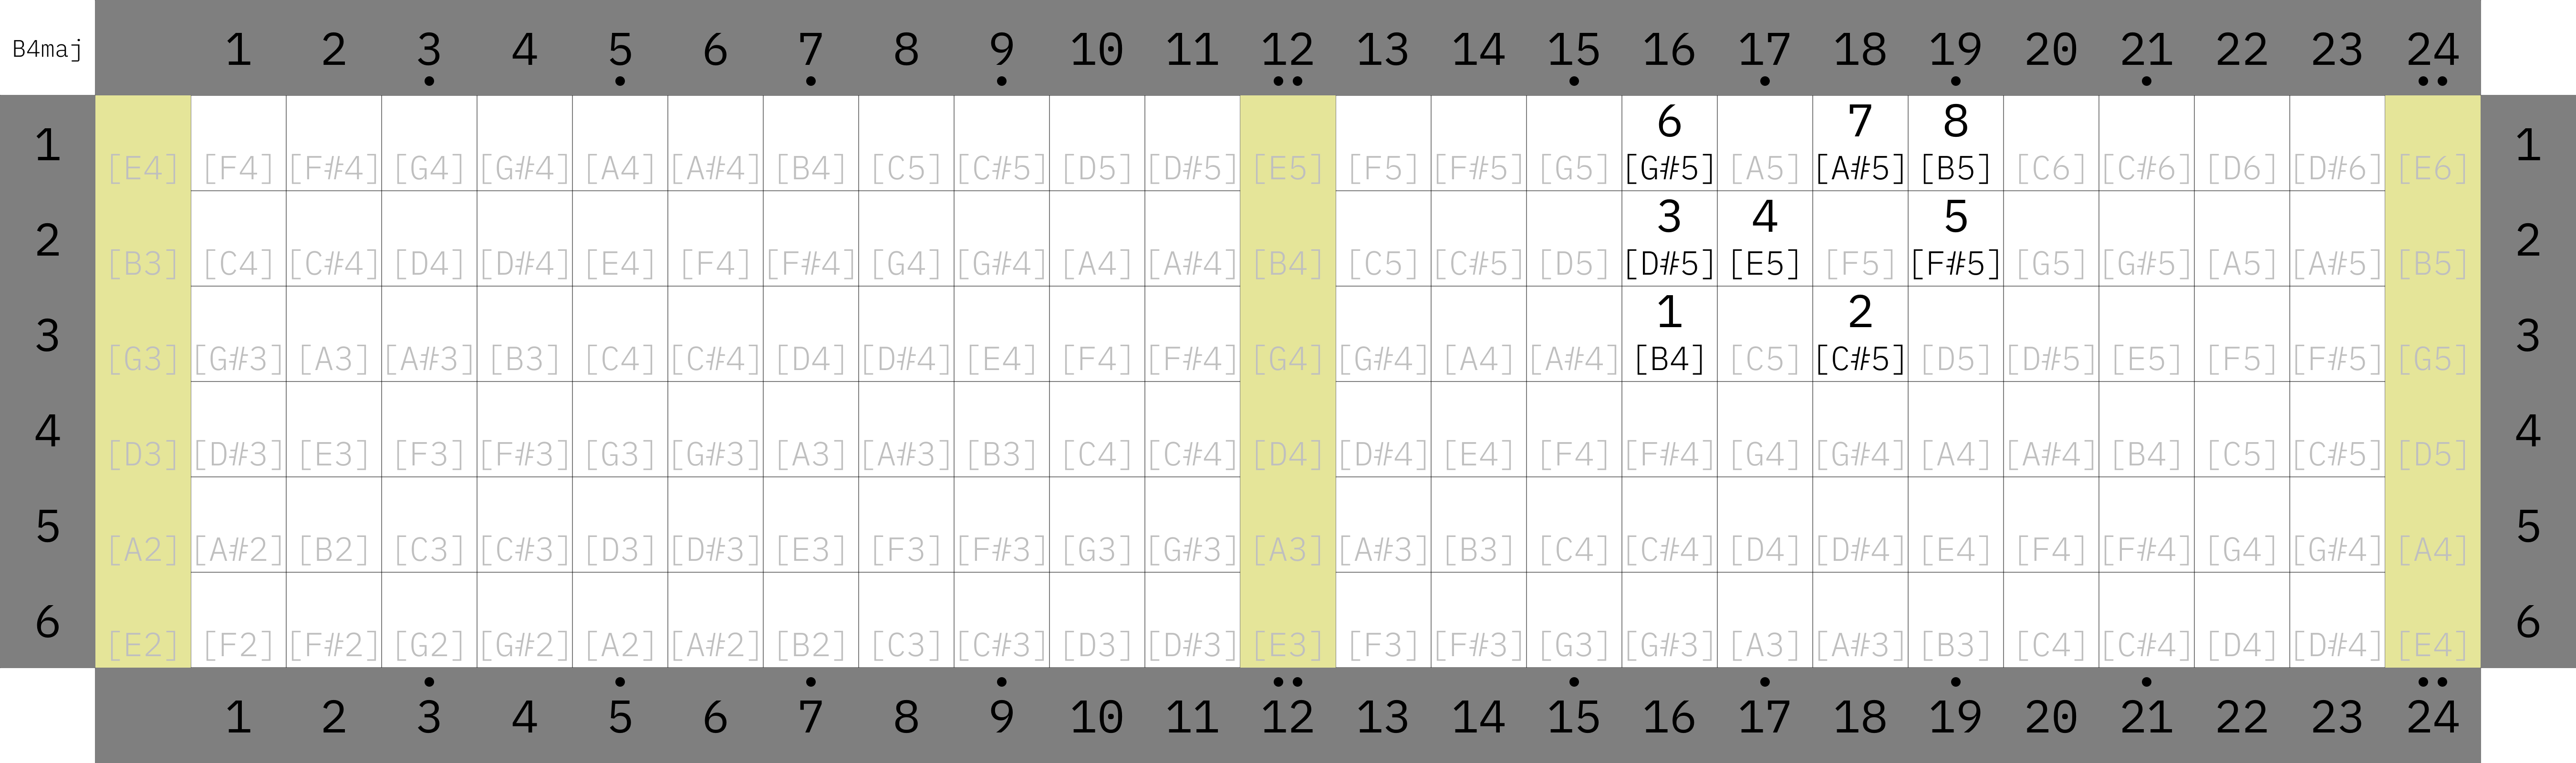 B4maj 1 2 3 4 5 6 7 8 9 10 11 12 13 14 15 16 17 18 19 20 21 22 23 24
6 7 8
1 [E4] [F4] [F#4] [G4] [G#4] [A4] [A#4] [B4] [C5] [C#5] [D5] [D#5] [E5] [F5] [F#5] [G5] [G#5] [A5] [A#5] [B5] [C6] [C#6] [D6] [D#6] [E6] 1
3 4 5
2 [B3] [C4] [C#4] [D4] [D#4] [E4] [F4] [F#4] [G4] [G#4] [A4] [A#4] [B4] [C5] [C#5] [D5] [D#5] [E5] [F5] [F#5] [G5] [G#5] [A5] [A#5] [B5] 2
1 2
3 [G3] [G#3] [A3] [A#3] [B3] [C4] [C#4] [D4] [D#4] [E4] [F4] [F#4] [G4] [G#4] [A4] [A#4] [B4] [C5] [C#5] [D5] [D#5] [E5] [F5] [F#5] [G5] 3
4 [D3] [D#3] [E3] [F3] [F#3] [G3] [G#3] [A3] [A#3] [B3] [C4] [C#4] [D4] [D#4] [E4] [F4] [F#4] [G4] [G#4] [A4] [A#4] [B4] [C5] [C#5] [D5] 4
5 [A2] [A#2] [B2] [C3] [C#3] [D3] [D#3] [E3] [F3] [F#3] [G3] [G#3] [A3] [A#3] [B3] [C4] [C#4] [D4] [D#4] [E4] [F4] [F#4] [G4] [G#4] [A4] 5
6 [E2] [F2] [F#2] [G2] [G#2] [A2] [A#2] [B2] [C3] [C#3] [D3] [D#3] [E3] [F3] [F#3] [G3] [G#3] [A3] [A#3] [B3] [C4] [C#4] [D4] [D#4] [E4] 6
1 2 3 4 5 6 7 8 9 10 11 12 13 14 15 16 17 18 19 20 21 22 23 24